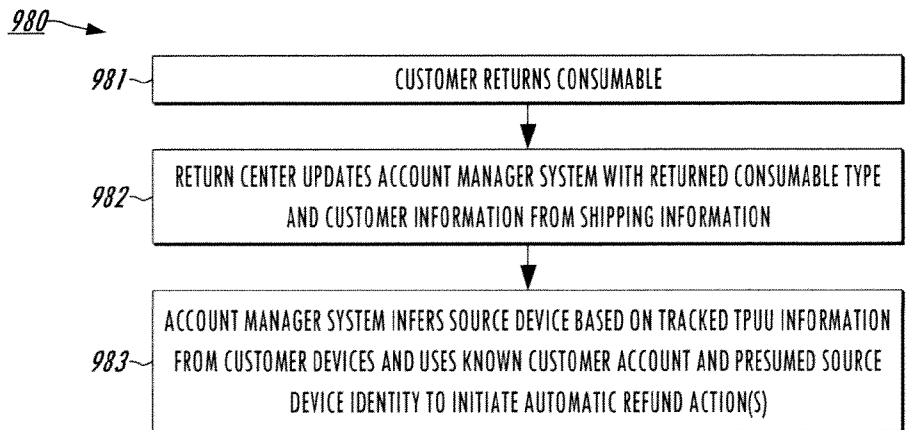 980
981
CUSTOMER RETURNS CONSUMABLE
982
RETURN CENTER UPDATES ACCOUNT MANAGER SYSTEM WITH RETURNED CONSUMABLE TYPE
AND CUSTOMER INFORMATION FROM SHIPPING INFORMATION
983
ACCOUNT MANAGER SYSTEM INFERS SOURCE DEVICE BASED ON TRACKED TPUU INFORMATION
FROM CUSTOMER DEVICES AND USES KNOWN CUSTOMER ACCOUNT AND PRESUMED SOURCE
DEVICE IDENTITY TO INITIATE AUTOMATIC REFUND ACTION(S)